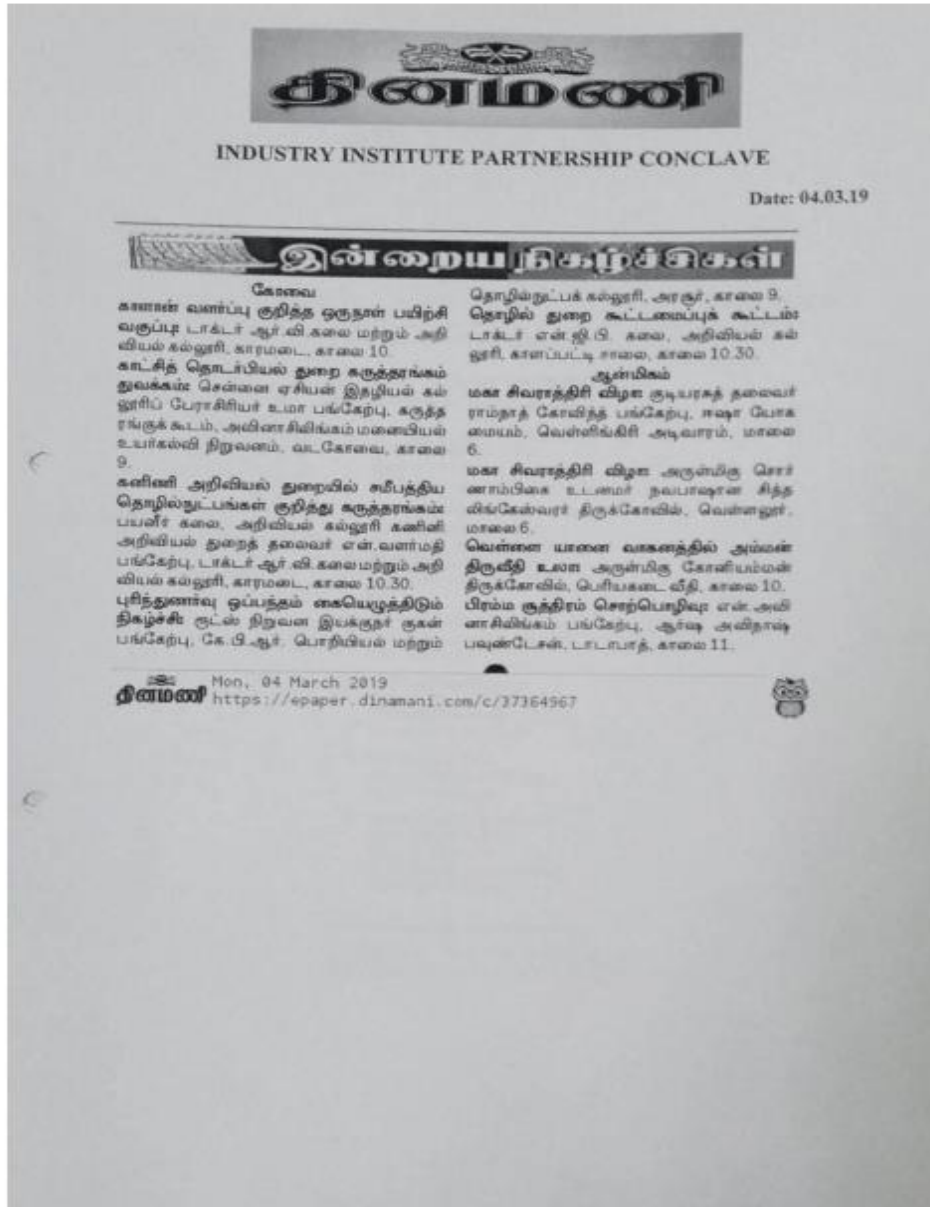 தினமணி
INDUSTRY INSTITUTE PARTNERSHIP CONCLAVE
Date: 04.03.19
இன்றைய நிகழ்ச்சிகள்
கோவை
காளான் வளர்ப்பு குறித்த ஒருநாள் பயிற்சி
வகுப்பு: டாக்டர் ஆர்.வி.கலை மற்றும் அறி
வியல் கல்லூரி, காரமடை, காலை 10.
காட்சித் தொடர்பியல் துறை கருத்தரங்கம்
துவக்கம்: சென்னை ஏசியன் இதழியல் கல்
லூரிப் பேராசிரியர் உமா பங்கேற்பு, கருத்த
ரங்குக் கூடம், அவினாசிலிங்கம் மனையியல்
உயர்கல்வி நிறுவனம், வடகோவை, காலை
9.
கணினி அறிவியல் துறையில் சமீபத்திய
தொழில்நுட்பங்கள் குறித்து கருத்தரங்கம்:
பயனீர் கலை, அறிவியல் கல்லூரி கணினி
அறிவியல் துறைத் தலைவர் என்.வளர்மதி
பங்கேற்பு, டாக்டர் ஆர்.வி.கலை மற்றும் அறி
வியல் கல்லூரி, காரமடை, காலை 10.30.
புரிந்துணர்வு ஒப்பந்தம் கையெழுத்திடும்
நிகழ்ச்சி: ரூட்ஸ் நிறுவன இயக்குநர் குகன்
பங்கேற்பு, கே.பி.ஆர். பொறியியல் மற்றும்
தொழில்நுட்பக் கல்லூரி, அரசூர், காலை 9.
தொழில் துறை கூட்டமைப்புக் கூட்டம்:
டாக்டர் என்.ஜி.பி. கலை, அறிவியல் கல்
லூரி, காளப்பட்டி சாலை, காலை 10.30.
ஆன்மிகம்
மகா சிவராத்திரி விழா: குடியரசுத் தலைவர்
ராம்நாத் கோவிந்த் பங்கேற்பு, ஈஷா யோக
மையம், வெள்ளிங்கிரி அடிவாரம், மாலை
6.
மகா சிவராத்திரி விழா: அருள்மிகு சொர்
ணாம்பிகை உடனமர் நவபாஷான சித்த
லிங்கேஸ்வரர் திருக்கோவில், வெள்ளலூர்,
மாலை 6.
வெள்ளை யானை வாகனத்தில் அம்மன்
திருவீதி உலா: அருள்மிகு கோனியம்மன்
திருக்கோவில், பெரியகடை வீதி, காலை 10.
பிரம்ம சூத்திரம் சொற்பொழிவு: என்.அவி
னாசிலிங்கம் பங்கேற்பு, ஆர்ஷ அவிநாஷ்
பவுண்டேசன், டாடாபாத், காலை 11.
தினமணி
Mon, 04 March 2019
https://epaper.dinamani.com/c/37364967